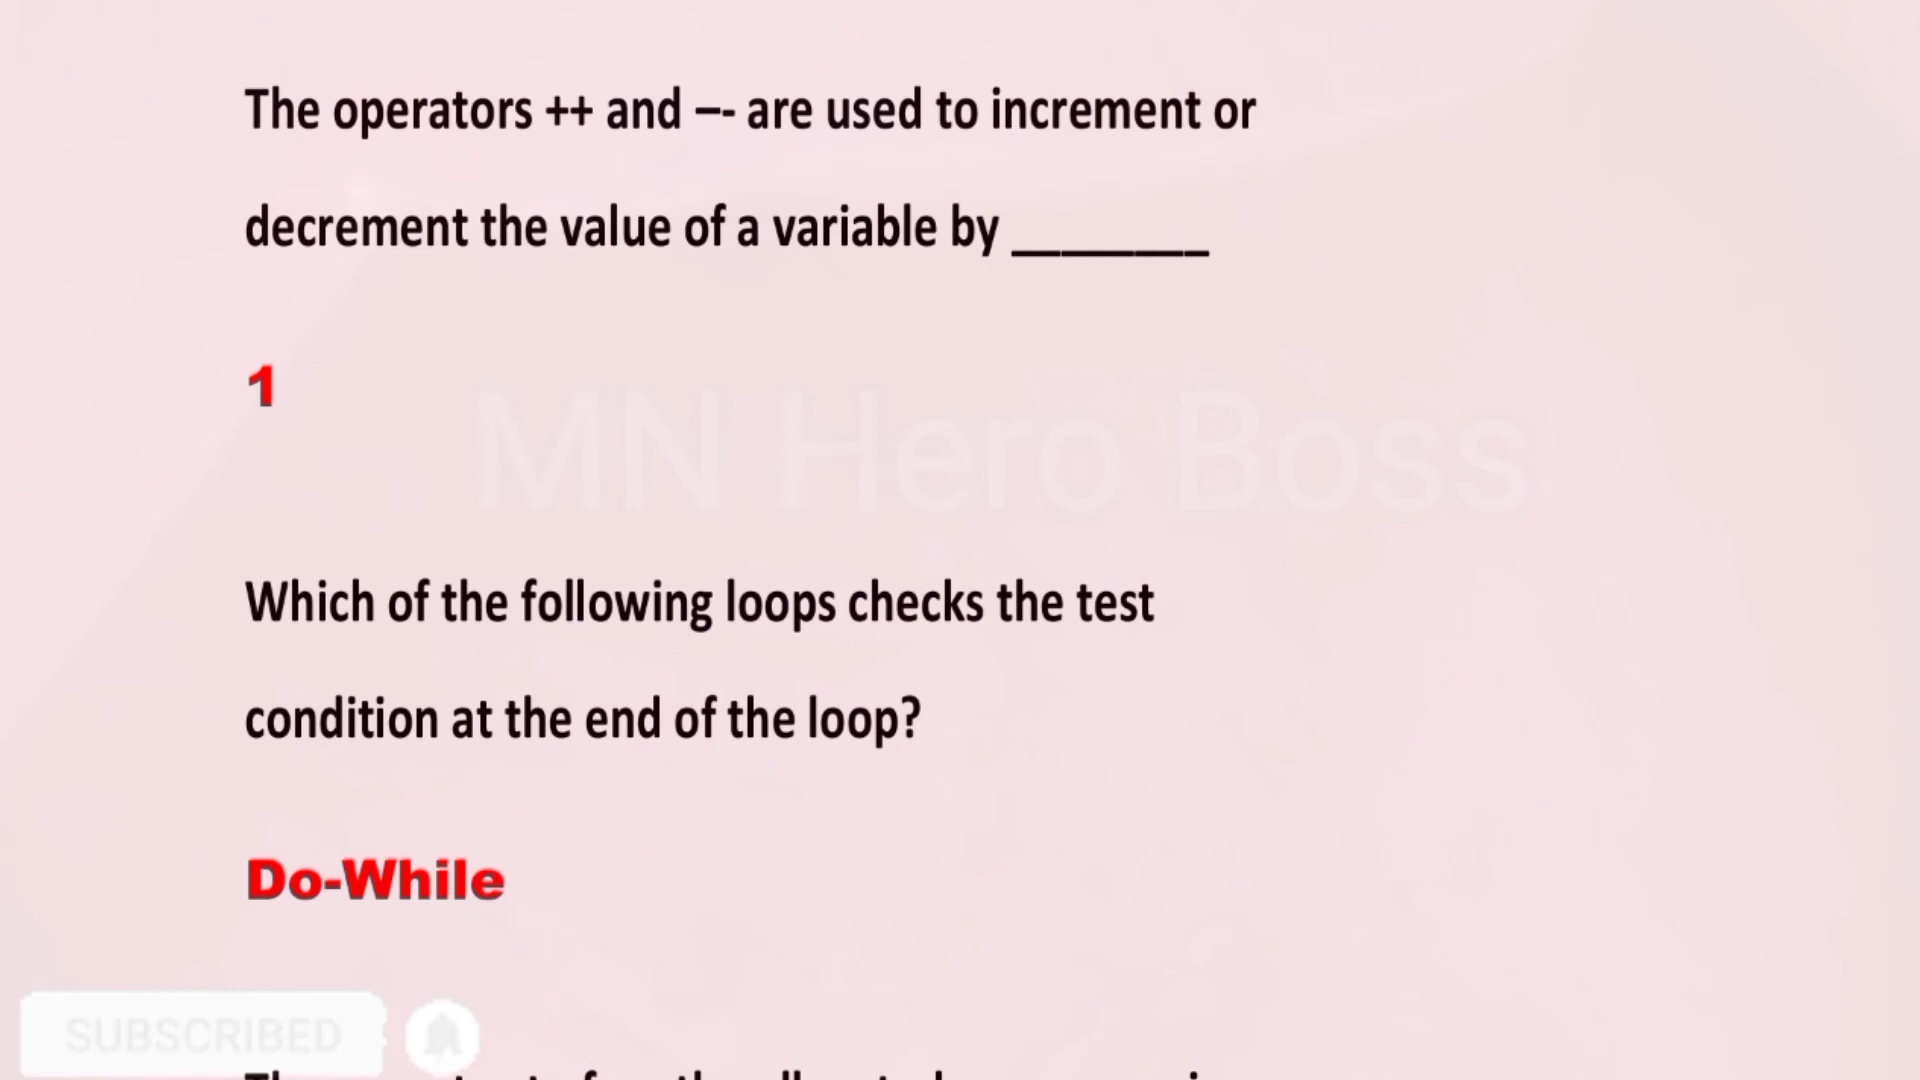 The operators ++ and –- are used to increment or
decrement the value of a variable by ________
1
MN Hero Boss
Which of the following loops checks the test
condition at the end of the loop?
Do-While
SUBSCRIBED